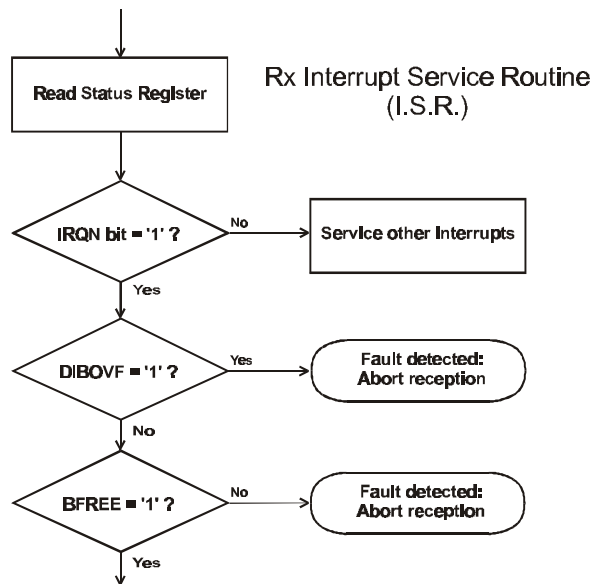 Rx Interrupt Service Routine
(I.S.R.)
Read Status Register
IRQN bit = '1' ?
No
Service other Interrupts
Yes
DIBOVF = '1' ?
Yes
Fault detected:
Abort reception
No
BFREE = '1' ?
No
Fault detected:
Abort reception
Yes